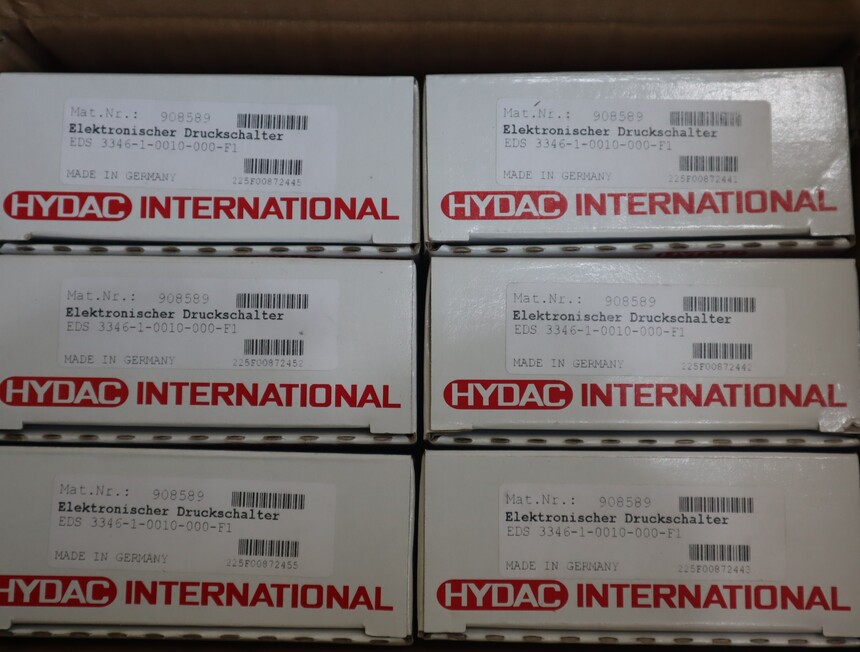 Mat.Nr.: 908589
Elektronischer Druckschalter
EDS 3346-1-0010-000-F1
MADE IN GERMANY 225F00872445
HYDAC INTERNATIONAL
Mat.Nr.: 908589
Elektronischer Druckschalter
EDS 3346-1-0010-000-F1
MADE IN GERMANY 225F00872441
HYDAC INTERNATIONAL
Mat.Nr.: 908589
Elektronischer Druckschalter
EDS 3346-1-0010-000-F1
MADE IN GERMANY 225F00872452
HYDAC INTERNATIONAL
Mat.Nr.: 908589
Elektronischer Druckschalter
EDS 3346-1-0010-000-F1
MADE IN GERMANY 225F00872442
HYDAC INTERNATIONAL
Mat.Nr.: 908589
Elektronischer Druckschalter
EDS 3346-1-0010-000-F1
MADE IN GERMANY 225F00872455
HYDAC INTERNATIONAL
Mat.Nr.: 908589
Elektronischer Druckschalter
EDS 3346-1-0010-000-F1
MADE IN GERMANY 225F00872443
HYDAC INTERNATIONAL